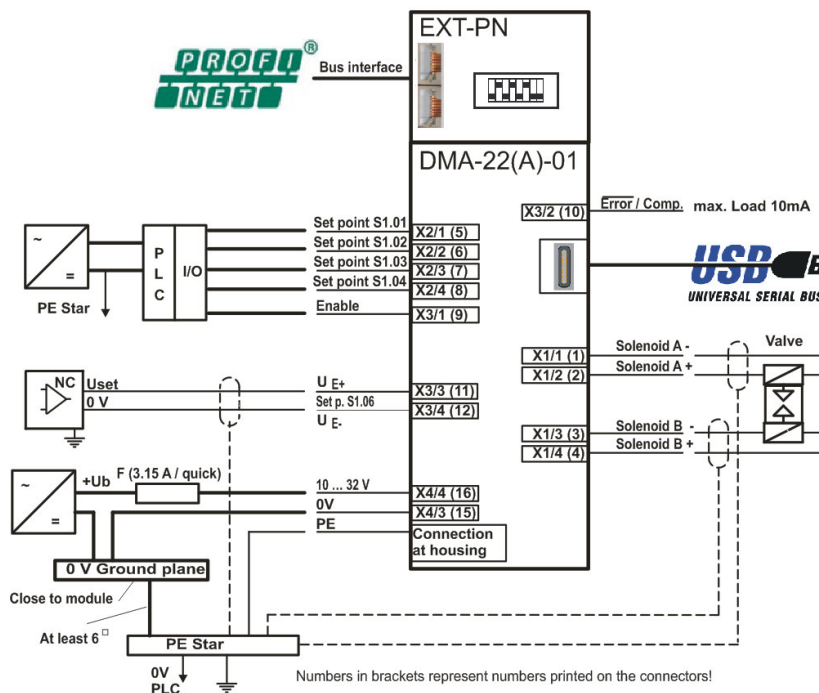 EXT-PN
PROFI
NET
®
Bus interface
DMA-22(A)-01
X3/2 (10)
Error / Comp.
max. Load 10mA
USB
UNIVERSAL SERIAL BUS
Set point S1.01
X2/1 (5)
Set point S1.02
X2/2 (6)
Set point S1.03
X2/3 (7)
Set point S1.04
X2/4 (8)
Enable
X3/1 (9)
~
=
PE Star
P
L
C
I/O
Solenoid A -
X1/1 (1)
Solenoid A +
X1/2 (2)
Valve
NC
Uset
0 V
U E+
X3/3 (11)
Set p. S1.06
X3/4 (12)
U E-
Solenoid B -
X1/3 (3)
Solenoid B +
X1/4 (4)
~
=
+Ub
F (3.15 A / quick)
10 ... 32 V
X4/4 (16)
0V
X4/3 (15)
PE
Connection
at housing
0 V Ground plane
Close to module
At least 6 □
PE Star
0V
PLC
Numbers in brackets represent numbers printed on the connectors!